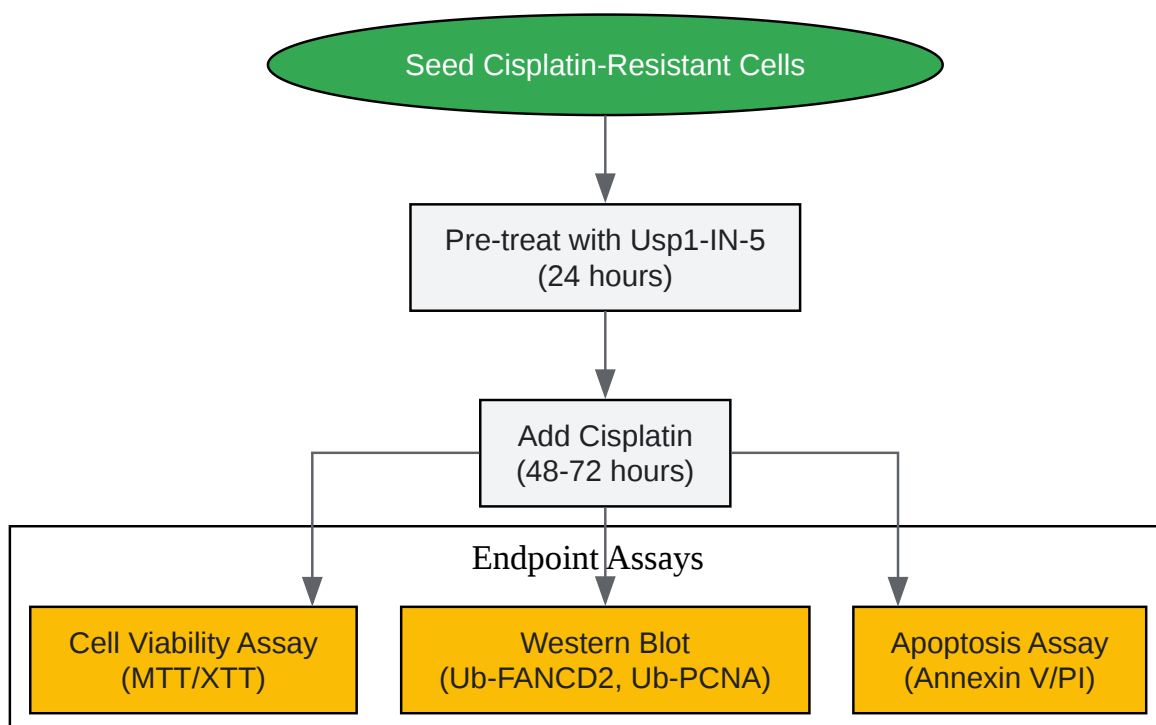 Seed Cisplatin-Resistant Cells
Pre-treat with Usp1-IN-5
(24 hours)
Add Cisplatin
(48-72 hours)
Endpoint Assays
Cell Viability Assay
(MTT/XTT)
Western Blot
(Ub-FANCD2, Ub-PCNA)
Apoptosis Assay
(Annexin V/PI)